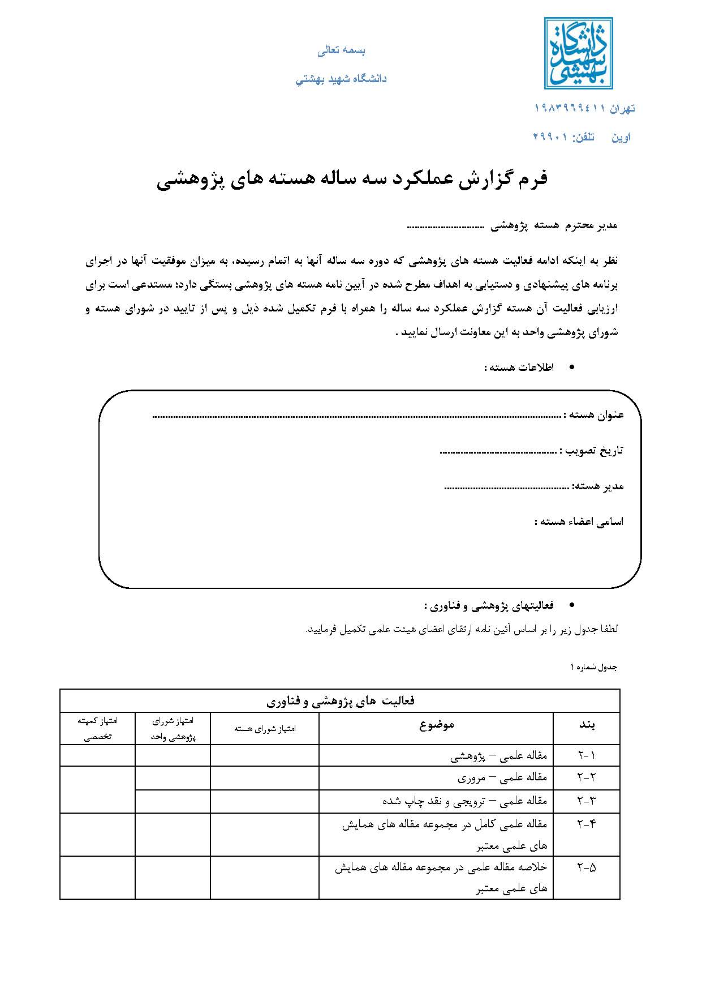 دانشگاه
شهید
بهشتی
بسمه تعالی
دانشگاه شهيد بهشتي
تهران ۱۹۸۳۹۶۹٤۱۱
اوین تلفن: ۲۹۹۰۱
فرم گزارش عملکرد سه ساله هسته های پژوهشی
مدیر محترم هسته پژوهشی ..............................
نظر به اینکه ادامه فعالیت هسته های پژوهشی که دوره سه ساله آنها به اتمام رسیده، به میزان موفقیت آنها در اجرای
برنامه های پیشنهادی و دستیابی به اهداف مطرح شده در آیین نامه هسته های پژوهشی بستگی دارد؛ مستدعی است برای
ارزیابی فعالیت آن هسته گزارش عملکرد سه ساله را همراه با فرم تکمیل شده ذیل و پس از تایید در شورای هسته و
شورای پژوهشی واحد به این معاونت ارسال نمایید .
• اطلاعات هسته :
عنوان هسته : ................................................................................................................................................................
تاریخ تصویب : .............................................
مدیر هسته: ................................................
اسامی اعضاء هسته :
• فعالیتهای پژوهشی و فناوری :
لطفا جدول زیر را بر اساس آئین نامه ارتقای اعضای هیئت علمی تکمیل فرمایید.
جدول شماره ۱
فعالیت های پژوهشی و فناوری
بند موضوع امتیاز شورای هسته امتیاز شورای پژوهشی واحد امتیاز کمیته تخصصی
۲-۱ مقاله علمی – پژوهشی
۲-۲ مقاله علمی – مروری
۲-۳ مقاله علمی – ترویجی و نقد چاپ شده
۲-۴ مقاله علمی کامل در مجموعه مقاله های همایش
های علمی معتبر
۲-۵ خلاصه مقاله علمی در مجموعه مقاله های همایش
های علمی معتبر